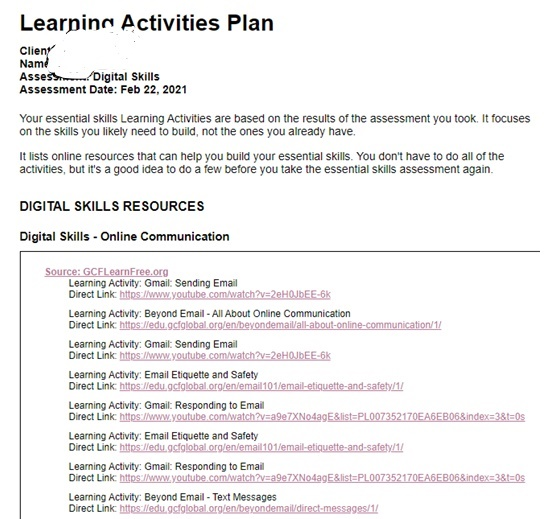 Learning Activities Plan
Client
Name
Assessment: Digital Skills
Assessment Date: Feb 22, 2021
Your essential skills Learning Activities are based on the results of the assessment you took. It focuses
on the skills you likely need to build, not the ones you already have.
It lists online resources that can help you build your essential skills. You don't have to do all of the
activities, but it's a good idea to do a few before you take the essential skills assessment again.
DIGITAL SKILLS RESOURCES
Digital Skills - Online Communication
Source: GCFLearnFree.org
Learning Activity: Gmail: Sending Email
Direct Link: https://www.youtube.com/watch?v=2eH0JbEE-6k
Learning Activity: Beyond Email - All About Online Communication
Direct Link: https://edu.gcfglobal.org/en/beyondemail/all-about-online-communication/1/
Learning Activity: Gmail: Sending Email
Direct Link: https://www.youtube.com/watch?v=2eH0JbEE-6k
Learning Activity: Email Etiquette and Safety
Direct Link: https://edu.gcfglobal.org/en/email101/email-etiquette-and-safety/1/
Learning Activity: Gmail: Responding to Email
Direct Link: https://www.youtube.com/watch?v=a9e7XNo4agE&list=PL007352170EA6EB06&index=3&t=0s
Learning Activity: Email Etiquette and Safety
Direct Link: https://edu.gcfglobal.org/en/email101/email-etiquette-and-safety/1/
Learning Activity: Gmail: Responding to Email
Direct Link: https://www.youtube.com/watch?v=a9e7XNo4agE&list=PL007352170EA6EB06&index=3&t=0s
Learning Activity: Beyond Email - Text Messages
Direct Link: https://edu.gcfglobal.org/en/beyondemail/direct-messages/1/